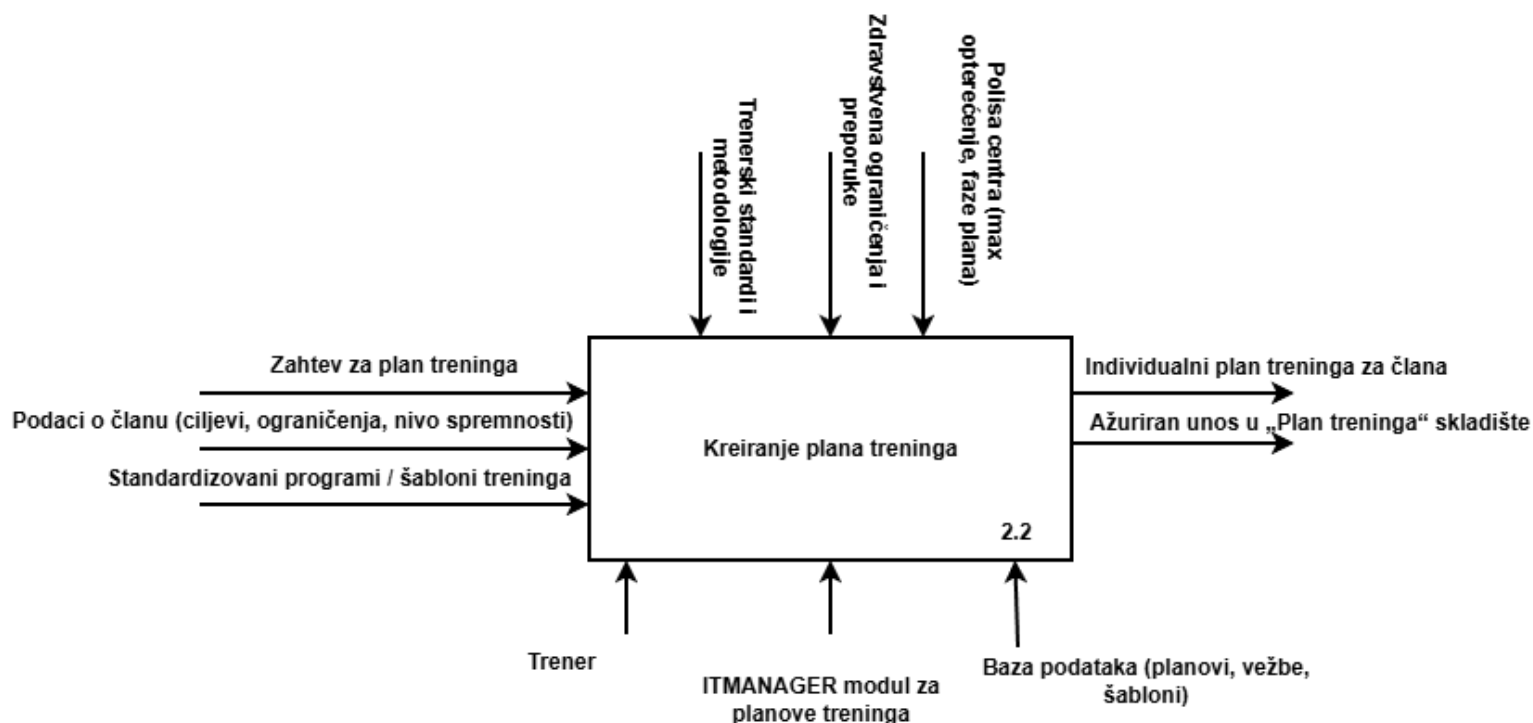 Trenerski standardi i
metodologije
Zdravstvena ograničenja i
preporuke
Polisa centra (max
opterećenje, faze plana)
Zahtev za plan treninga
Podaci o članu (ciljevi, ograničenja, nivo spremnosti)
Standardizovani programi / šabloni treninga
Kreiranje plana treninga
2.2
Individualni plan treninga za člana
Ažuriran unos u „Plan treninga“ skladište
Trener
ITMANAGER modul za
planove treninga
Baza podataka (planovi, vežbe,
šabloni)